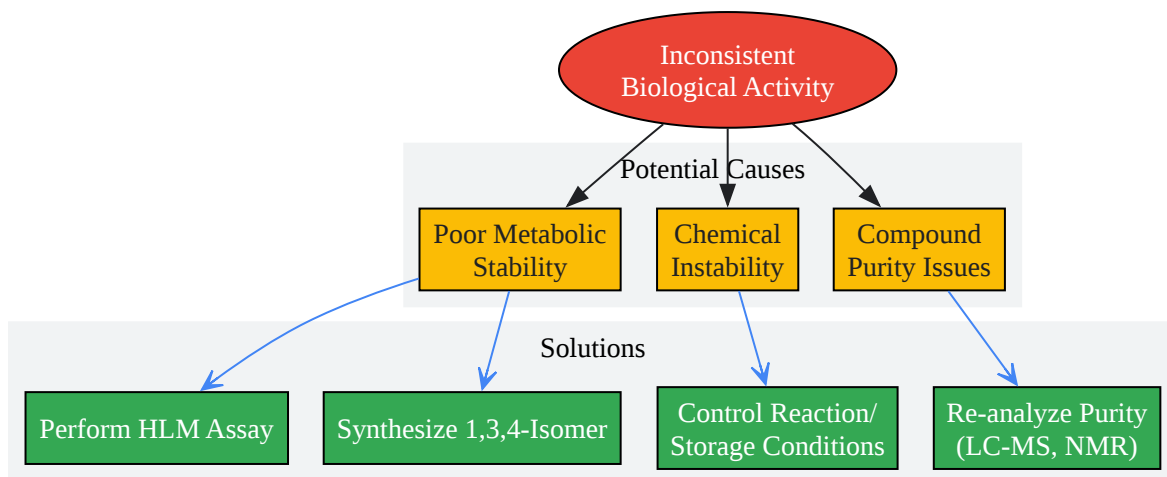 Inconsistent
Biological Activity
Potential Causes
Poor Metabolic
Stability
Chemical
Instability
Compound
Purity Issues
Solutions
Perform HLM Assay
Synthesize 1,3,4-Isomer
Control Reaction/
Storage Conditions
Re-analyze Purity
(LC-MS, NMR)